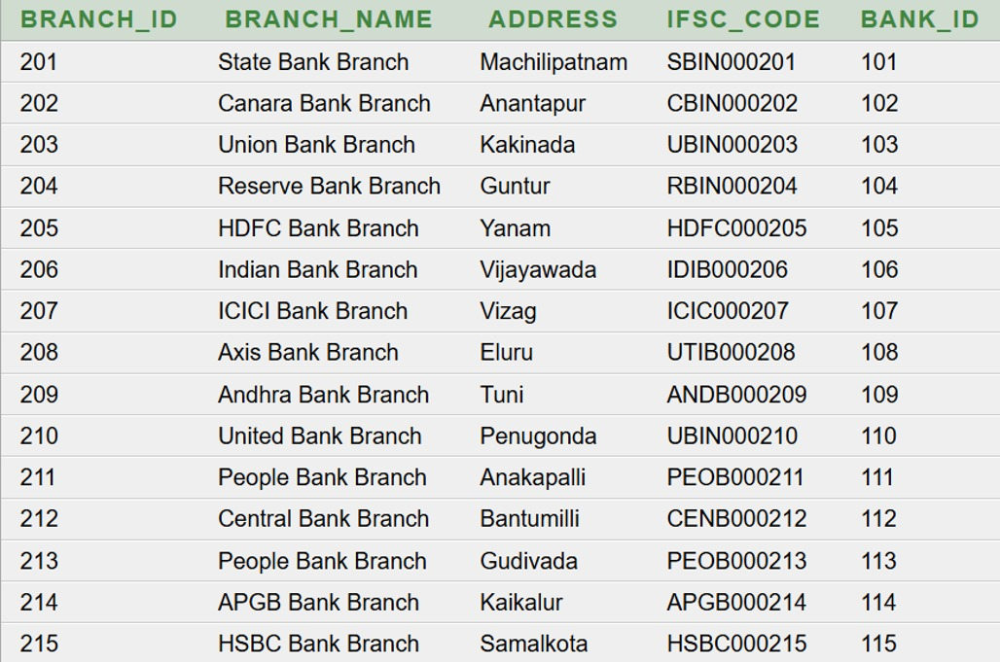 BRANCH_ID BRANCH_NAME ADDRESS IFSC_CODE BANK_ID
201 State Bank Branch Machilipatnam SBIN000201 101
202 Canara Bank Branch Anantapur CBIN000202 102
203 Union Bank Branch Kakinada UBIN000203 103
204 Reserve Bank Branch Guntur RBIN000204 104
205 HDFC Bank Branch Yanam HDFC000205 105
206 Indian Bank Branch Vijayawada IDIB000206 106
207 ICICI Bank Branch Vizag ICIC000207 107
208 Axis Bank Branch Eluru UTIB000208 108
209 Andhra Bank Branch Tuni ANDB000209 109
210 United Bank Branch Penugonda UBIN000210 110
211 People Bank Branch Anakapalli PEOB000211 111
212 Central Bank Branch Bantumilli CENB000212 112
213 People Bank Branch Gudivada PEOB000213 113
214 APGB Bank Branch Kaikalur APGB000214 114
215 HSBC Bank Branch Samalkota HSBC000215 115